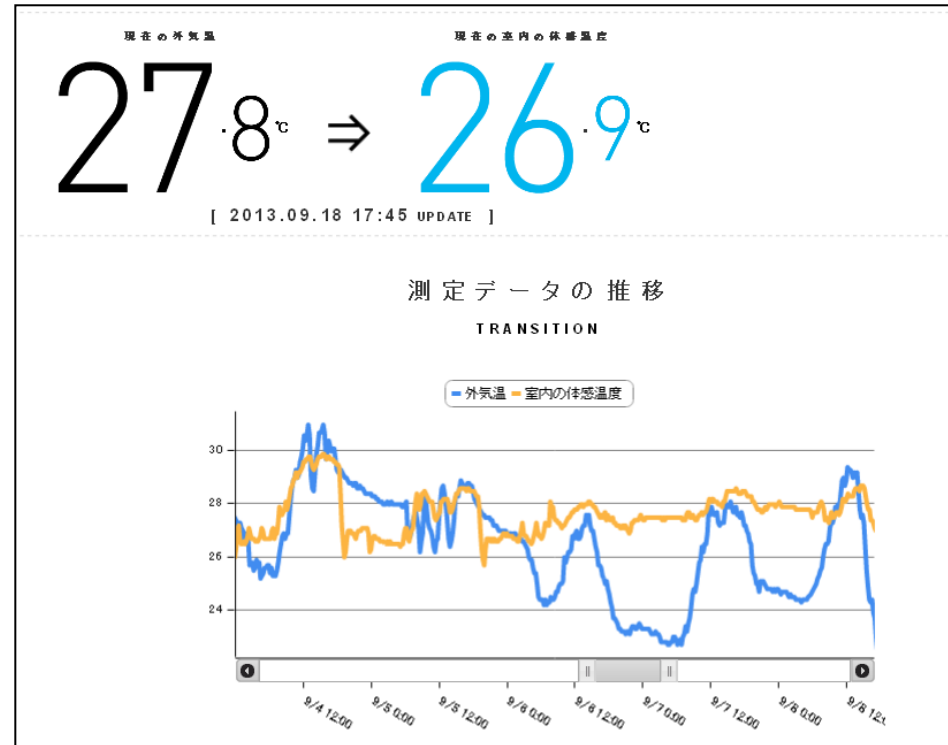 現在の外気温
27.8℃
⇒
現在の室内の体感温度
26.9℃
[ 2013.09.18 17:45 UPDATE ]
測定データの推移
TRANSITION
外気温 室内の体感温度
30
28
26
24
9/4 12:00 9/5 0:00 9/5 12:00 9/6 0:00 9/6 12:00 9/7 0:00 9/7 12:00 9/8 0:00 9/8 12: